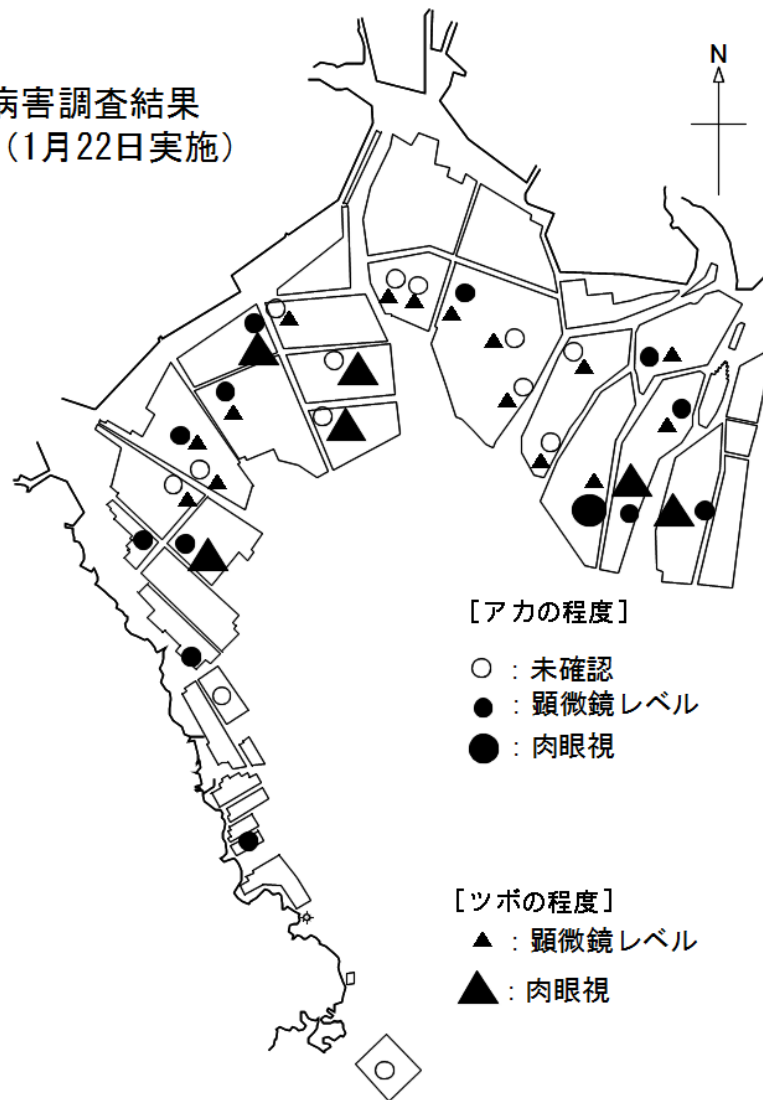 病害調査結果
（1月22日実施）
N
［アカの程度］
○：未確認
●：顕微鏡レベル
●：肉眼視
［ツボの程度］
▲：顕微鏡レベル
▲：肉眼視